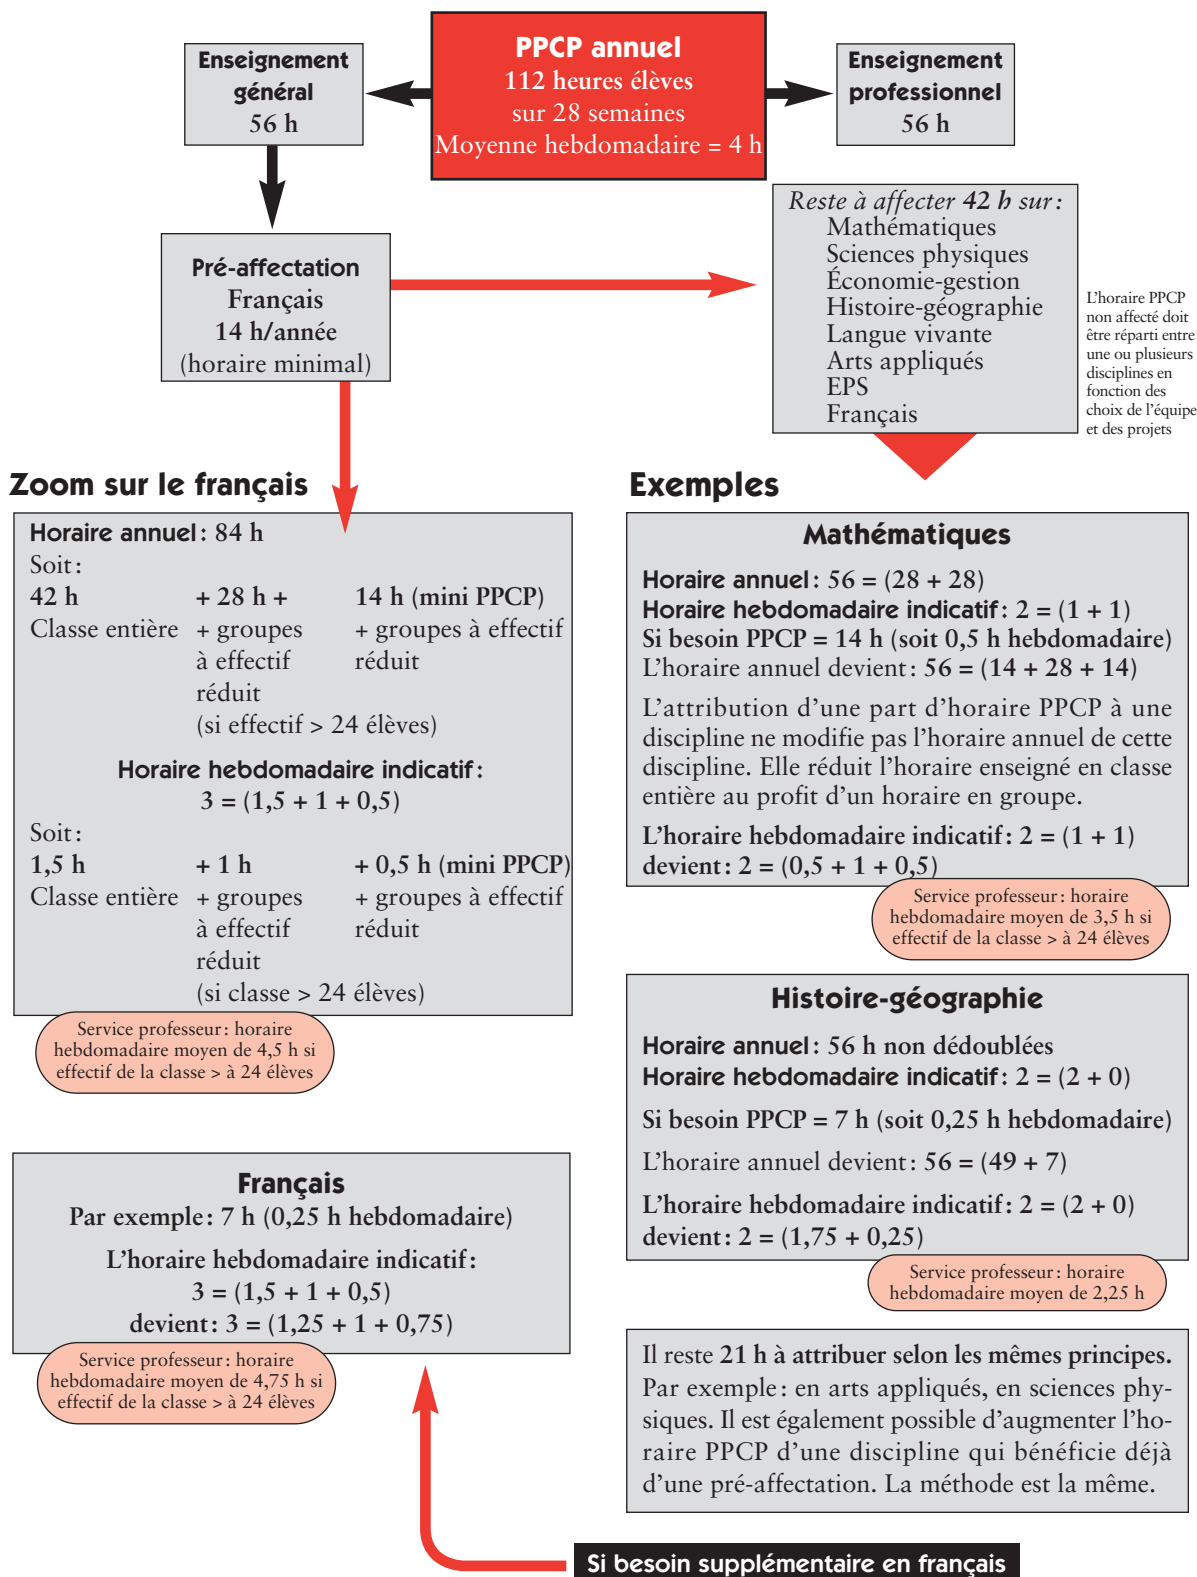 PPCP annuel
112 heures élèves
sur 28 semaines
Moyenne hebdomadaire = 4 h
Enseignement
général
56 h
Enseignement
professionnel
56 h
Pré-affectation
Français
14 h/année
(horaire minimal)
Reste à affecter 42 h sur :
Mathématiques
Sciences physiques
Économie-gestion
Histoire-géographie
Langue vivante
Arts appliqués
EPS
Français
L’horaire PPCP
non affecté doit
être réparti entre
une ou plusieurs
disciplines en
fonction des
choix de l’équipe
et des projets
Zoom sur le français
Horaire annuel : 84 h
Soit :
42 h + 28 h + 14 h (mini PPCP)
Classe entière + groupes + groupes à effectif
à effectif réduit
réduit
(si effectif > 24 élèves)
Horaire hebdomadaire indicatif :
3 = (1,5 + 1 + 0,5)
Soit :
1,5 h + 1 h + 0,5 h (mini PPCP)
Classe entière + groupes + groupes à effectif
à effectif réduit
réduit
(si classe > 24 élèves)
Service professeur : horaire
hebdomadaire moyen de 4,5 h si
effectif de la classe > à 24 élèves
Français
Par exemple : 7 h (0,25 h hebdomadaire)
L’horaire hebdomadaire indicatif :
3 = (1,5 + 1 + 0,5)
devient : 3 = (1,25 + 1 + 0,75)
Service professeur : horaire
hebdomadaire moyen de 4,75 h si
effectif de la classe > à 24 élèves
Exemples
Mathématiques
Horaire annuel : 56 = (28 + 28)
Horaire hebdomadaire indicatif : 2 = (1 + 1)
Si besoin PPCP = 14 h (soit 0,5 h hebdomadaire)
L’horaire annuel devient : 56 = (14 + 28 + 14)
L’attribution d’une part d’horaire PPCP à une
discipline ne modifie pas l’horaire annuel de cette
discipline. Elle réduit l’horaire enseigné en classe
entière au profit d’un horaire en groupe.
L’horaire hebdomadaire indicatif : 2 = (1 + 1)
devient : 2 = (0,5 + 1 + 0,5)
Service professeur : horaire
hebdomadaire moyen de 3,5 h si
effectif de la classe > à 24 élèves
Histoire-géographie
Horaire annuel : 56 h non dédoublées
Horaire hebdomadaire indicatif : 2 = (2 + 0)
Si besoin PPCP = 7 h (soit 0,25 h hebdomadaire)
L’horaire annuel devient : 56 = (49 + 7)
L’horaire hebdomadaire indicatif : 2 = (2 + 0)
devient : 2 = (1,75 + 0,25)
Service professeur : horaire
hebdomadaire moyen de 2,25 h
Il reste 21 h à attribuer selon les mêmes principes.
Par exemple : en arts appliqués, en sciences phy-
siques. Il est également possible d’augmenter l’ho-
raire PPCP d’une discipline qui bénéficie déjà
d’une pré-affectation. La méthode est la même.
Si besoin supplémentaire en français